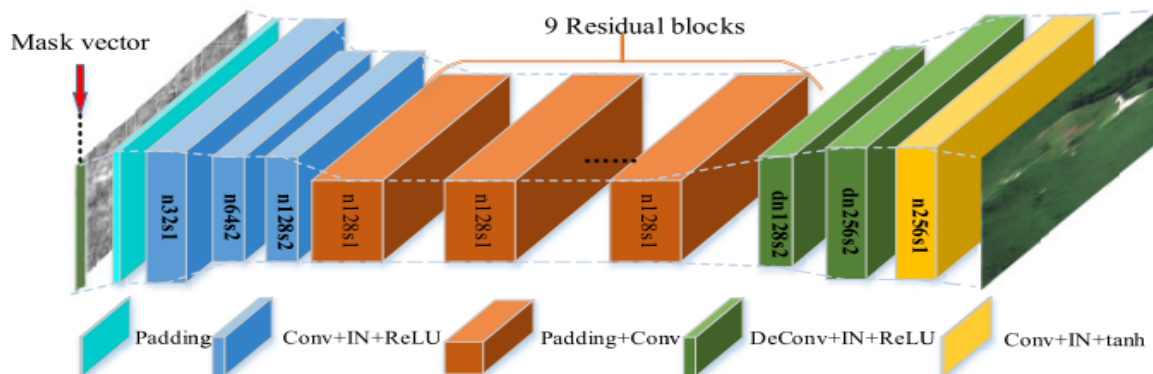 9 Residual blocks
Mask vector
n32s1
n64s2
n128s2
n128s1
n128s1
......
n128s1
dn128s2
dn256s2
n256s1
Padding
Conv+IN+ReLU
Padding+Conv
DeConv+IN+ReLU
Conv+IN+tanh